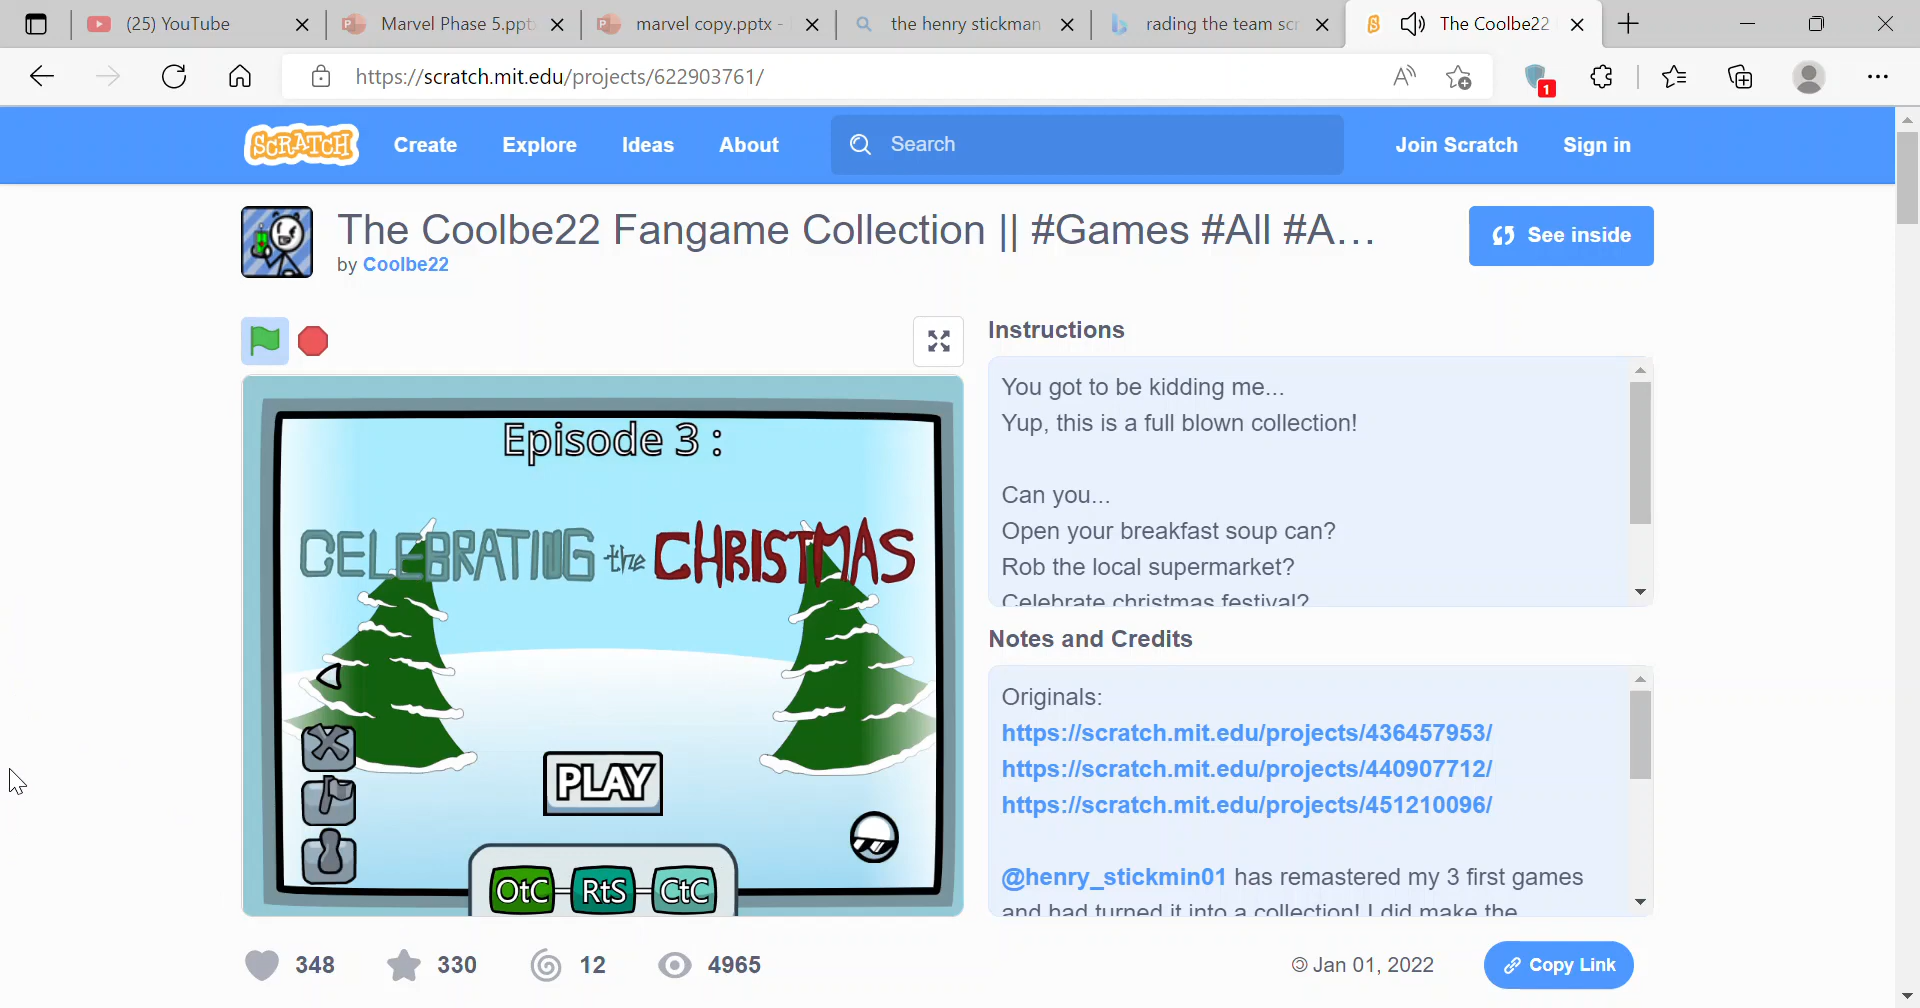 (25) YouTube
Marvel Phase 5.ppt
marvel copy.pptx -
the henry stickman
rading the team scr
The Coolbe22
https://scratch.mit.edu/projects/622903761/
1
SCRATCH
Create
Explore
Ideas
About
Search
Join Scratch
Sign in
The Coolbe22 Fangame Collection || #Games #All #A...
by Coolbe22
See inside
Episode 3 :
CELEBRATING the CHRISTMAS
PLAY
OtC RtS CtC
Instructions
You got to be kidding me...
Yup, this is a full blown collection!
Can you...
Open your breakfast soup can?
Rob the local supermarket?
Celebrate christmas festival?
Notes and Credits
Originals:
https://scratch.mit.edu/projects/436457953/
https://scratch.mit.edu/projects/440907712/
https://scratch.mit.edu/projects/451210096/
@henry_stickmin01 has remastered my 3 first games
and had turned it into a collection! I did make the
348
330
12
4965
© Jan 01, 2022
Copy Link